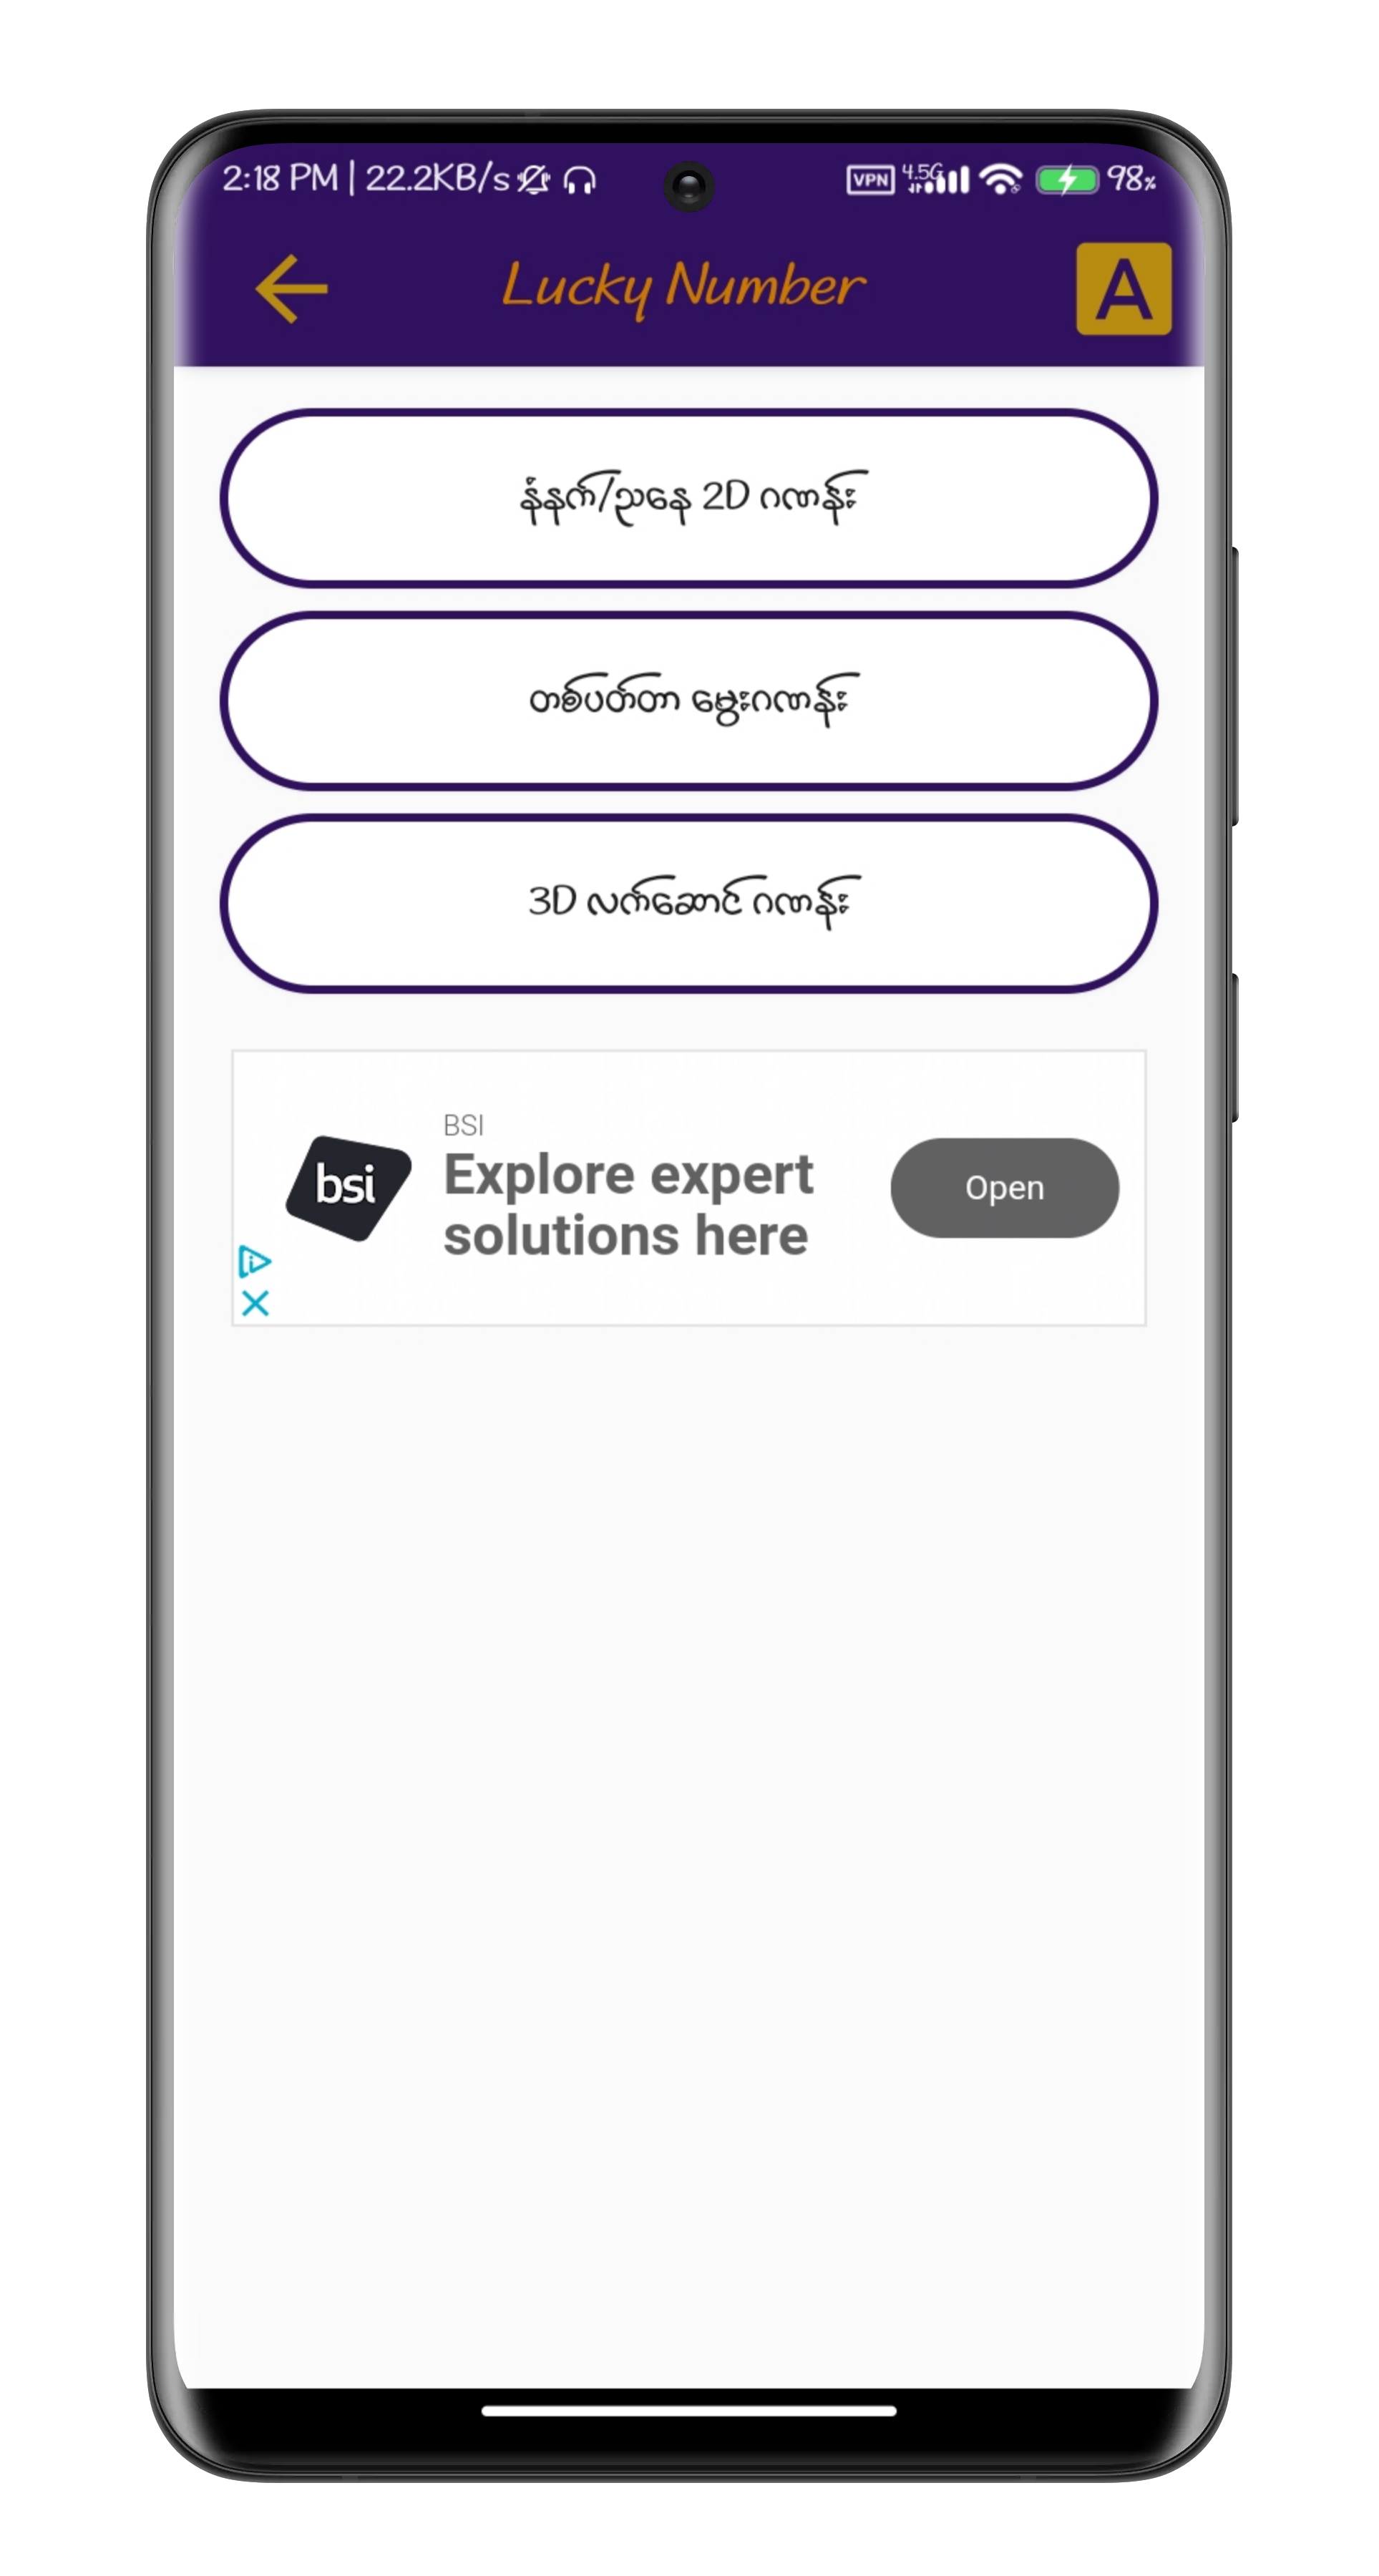 2:18 PM | 22.2KB/s
VPN 4.5G 98%
Lucky Number
A
နံနက်/ညနေ 2D ဂဏန်း
တစ်ပတ်တာ မွေးဂဏန်း
3D လက်ဆောင် ဂဏန်း
BSI
bsi
Explore expert
solutions here
Open